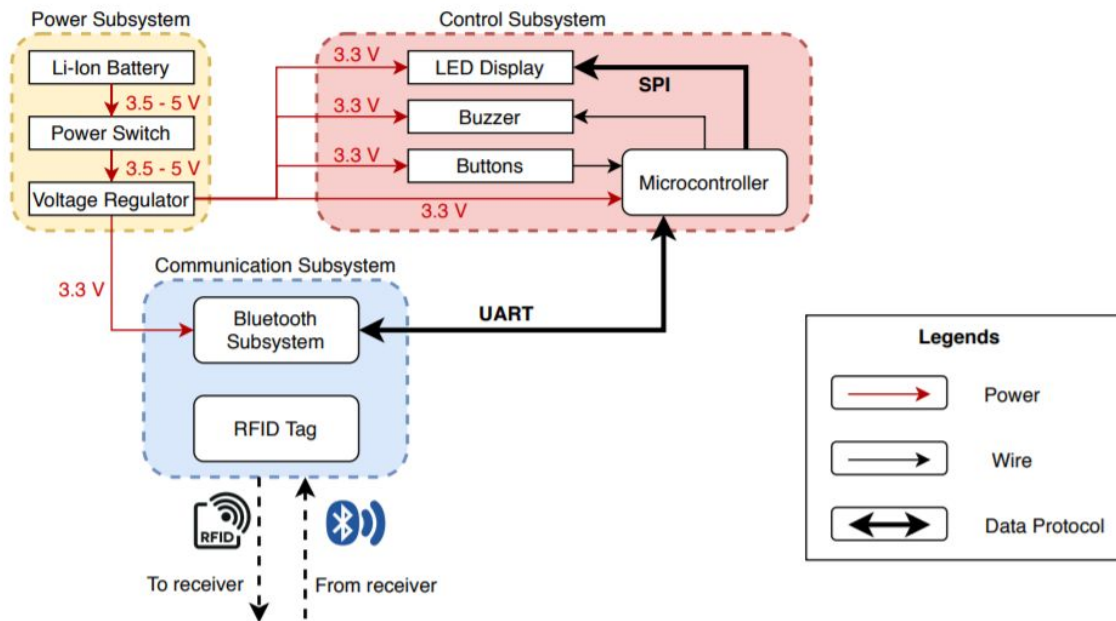 Power Subsystem
Li-Ion Battery
3.5 - 5 V
Power Switch
3.5 - 5 V
Voltage Regulator
Control Subsystem
3.3 V
LED Display
SPI
3.3 V
Buzzer
3.3 V
Buttons
Microcontroller
3.3 V
Communication Subsystem
3.3 V
Bluetooth
Subsystem
UART
RFID Tag
RFID
To receiver
From receiver
Legends
Power
Wire
Data Protocol